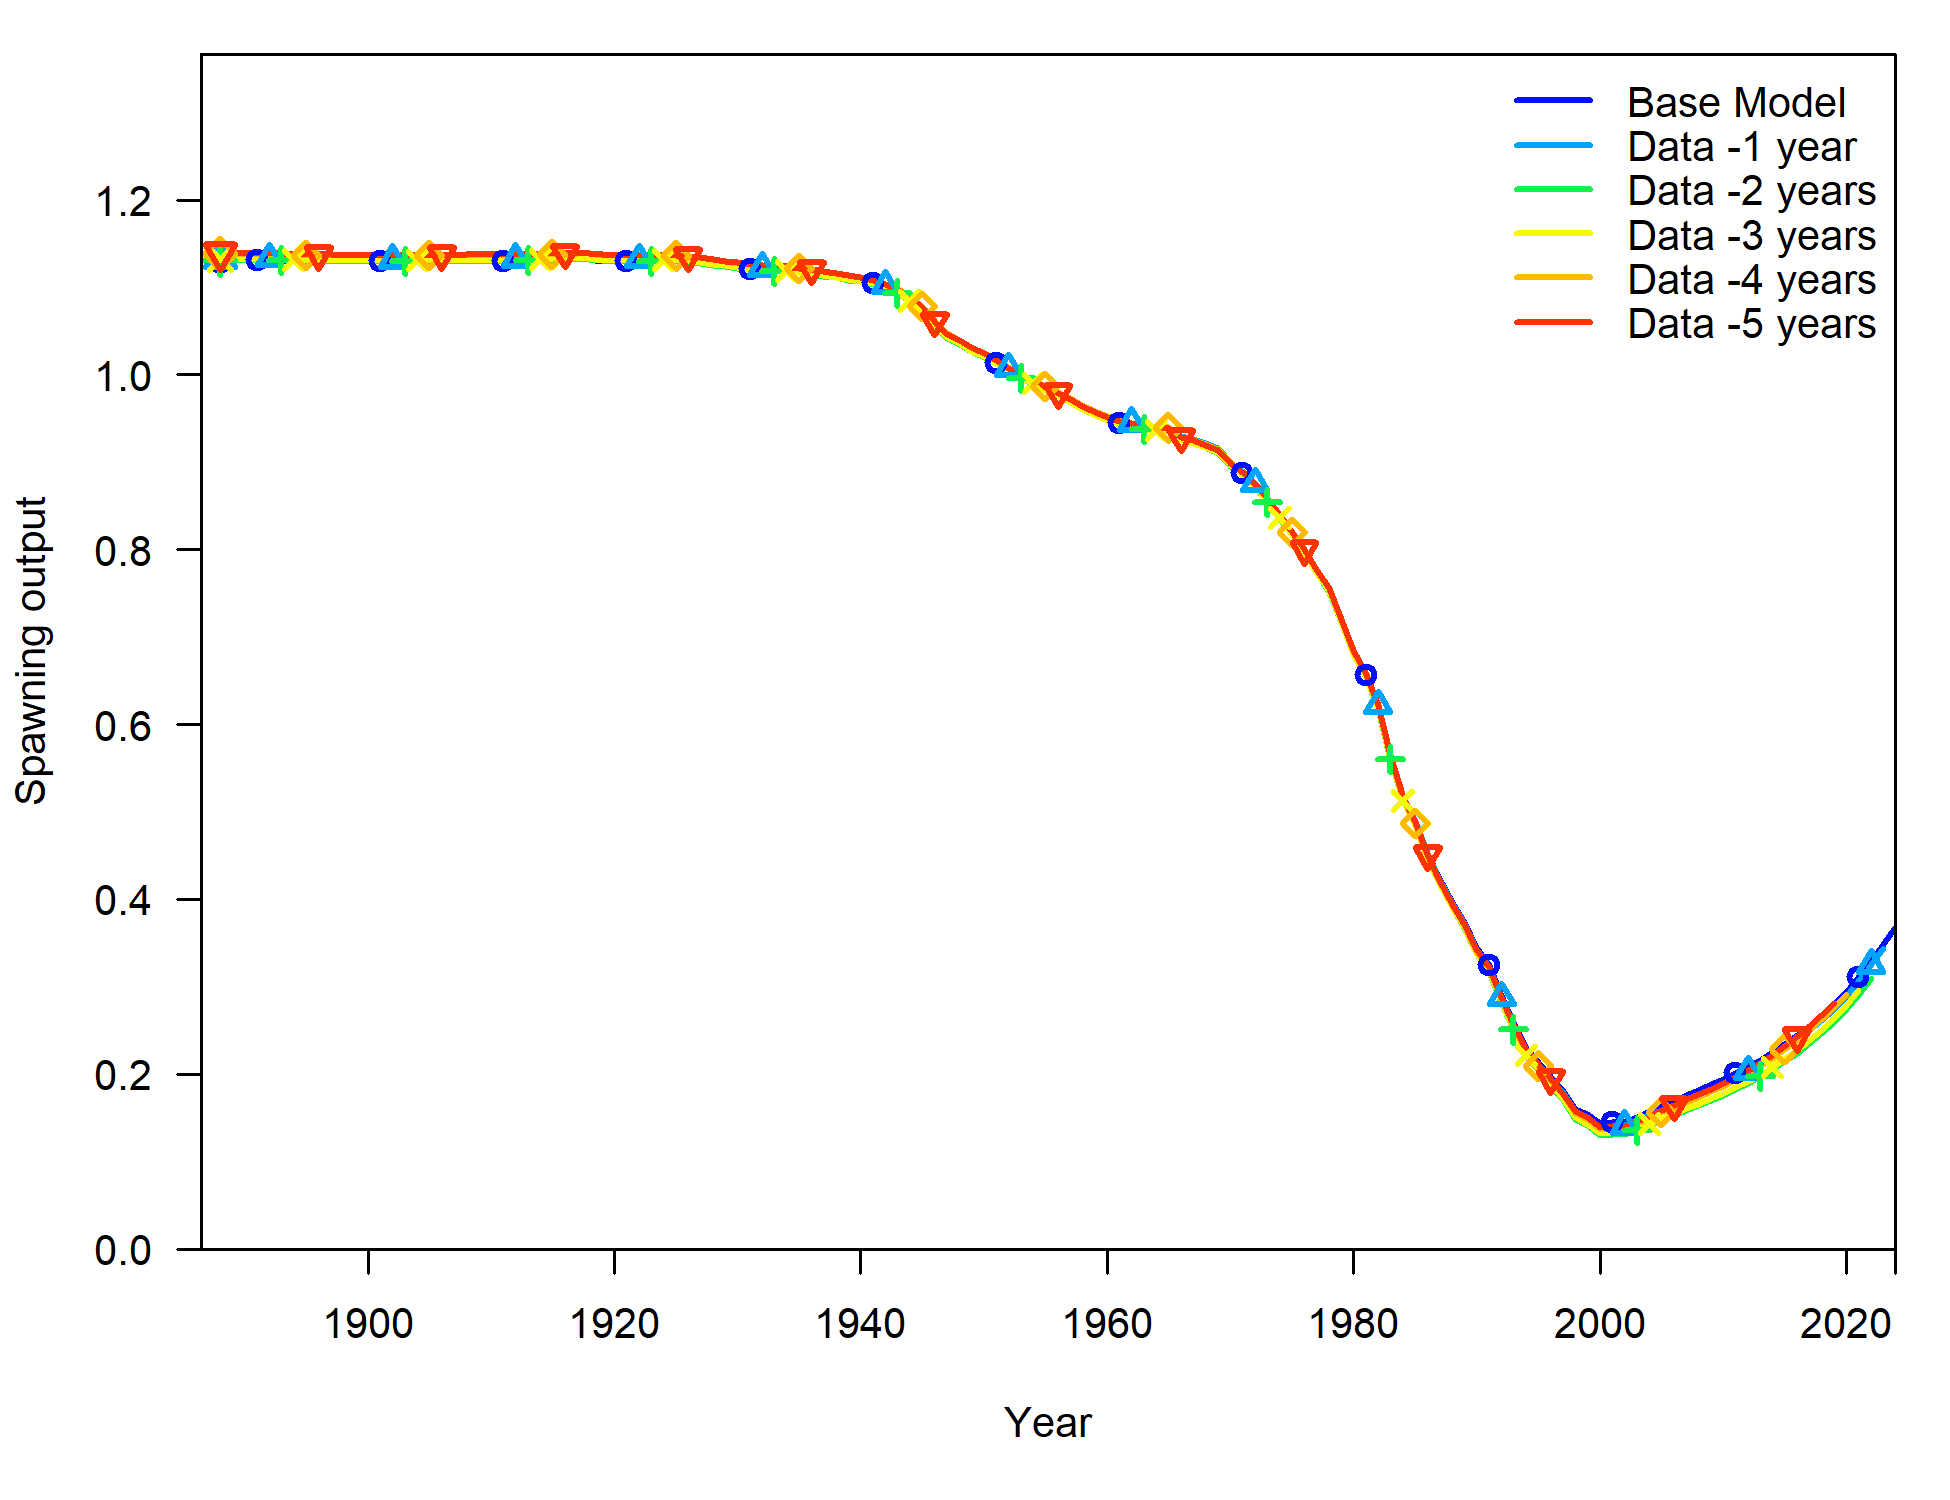 Base Model
Data -1 year
Data -2 years
Data -3 years
Data -4 years
Data -5 years
1.2
1.0
0.8
0.6
0.4
0.2
0.0
Spawning output
1900 1920 1940 1960 1980 2000 2020
Year